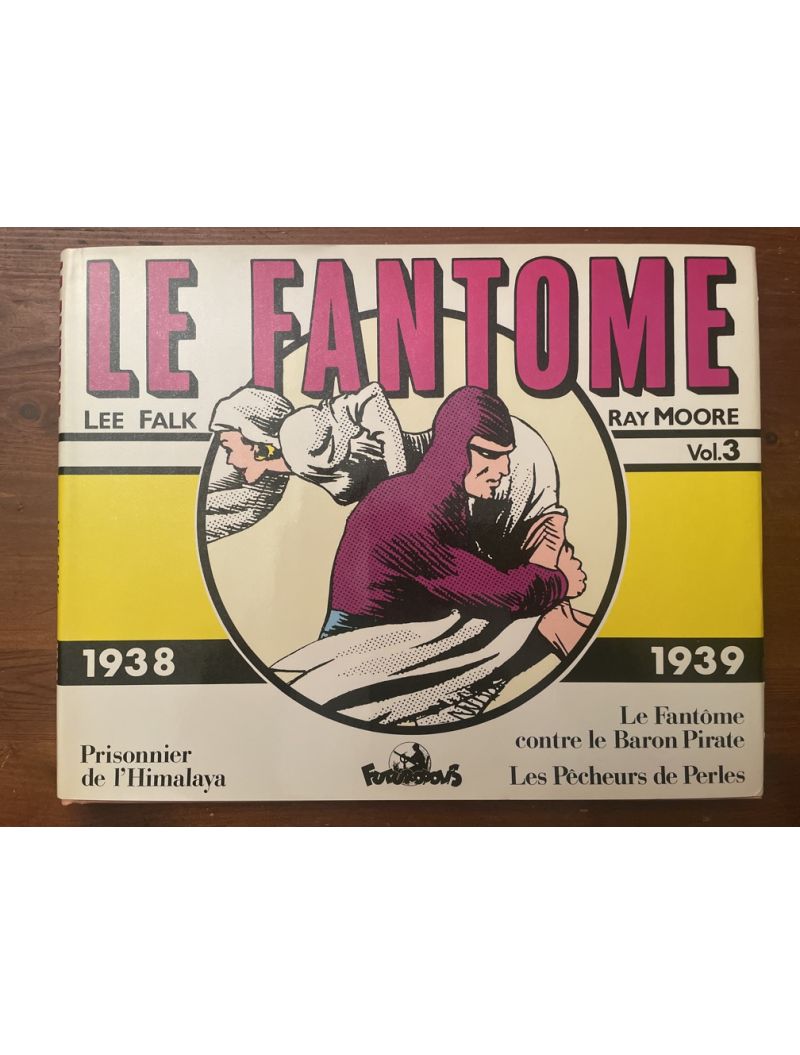 LE FANTOME
LEE FALK
RAY MOORE
Vol.3
1938
1939
Prisonnier
de l'Himalaya
Le Fantôme
contre le Baron Pirate
Les Pêcheurs de Perles
FUTUROPOLIS